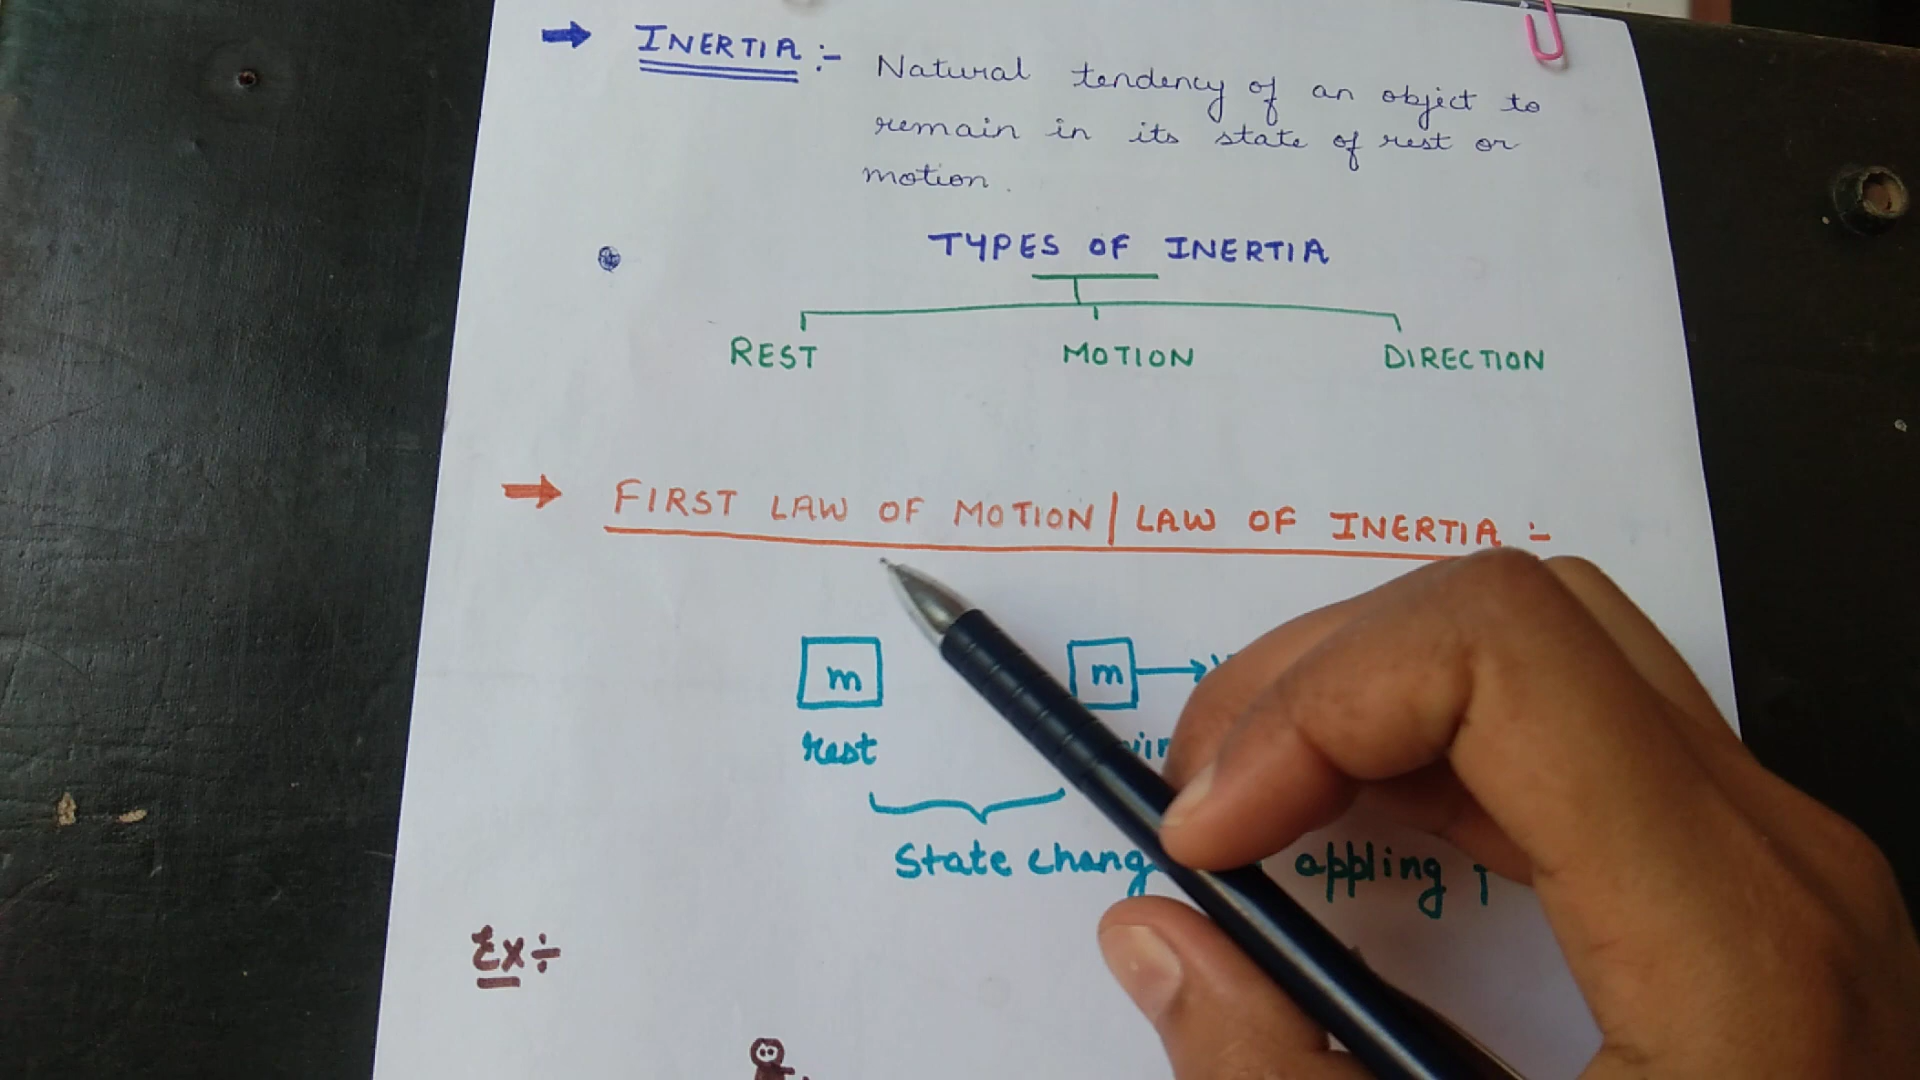 INERTIA :- Natural tendency of an object to
remain in its state of rest or
motion.
TYPES OF INERTIA
REST MOTION DIRECTION
FIRST LAW OF MOTION | LAW OF INERTIA :-
m m
rest
State chang appling
Ex÷